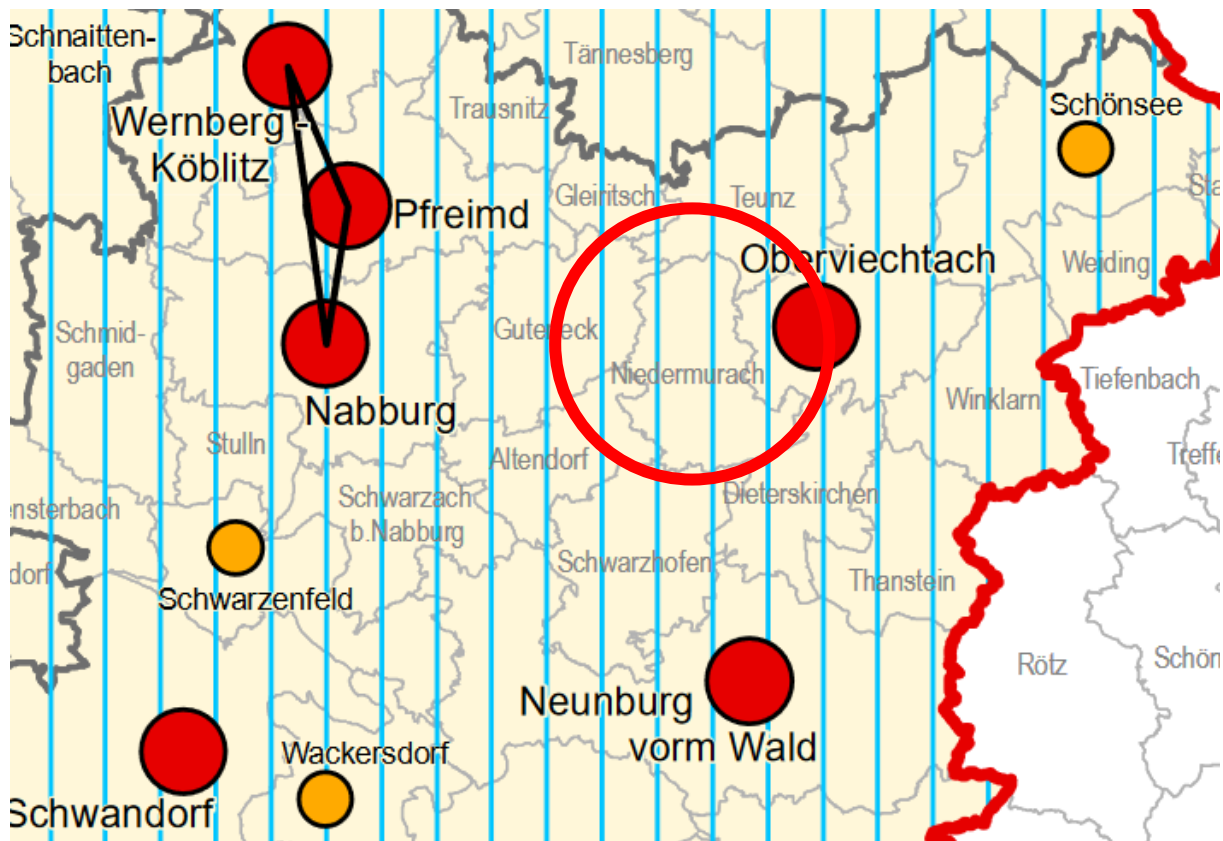 Schnaitten-
bach
Tännesberg
Trausnitz
Schönsee
Wernberg -
Köblitz
Gleiritsch
Teunz
Pfreimd
Oberviechtach
Weiding
Schmid-
gaden
Guteneck
Niedermurach
Tiefenbach
Nabburg
Winklarn
Stulln
Altendorf
Schwarzach
b.Nabburg
Dieterskirchen
Schwarzhofen
Thanstein
Schwarzenfeld
Rötz
Neunburg
vorm Wald
Wackersdorf
Schwandorf